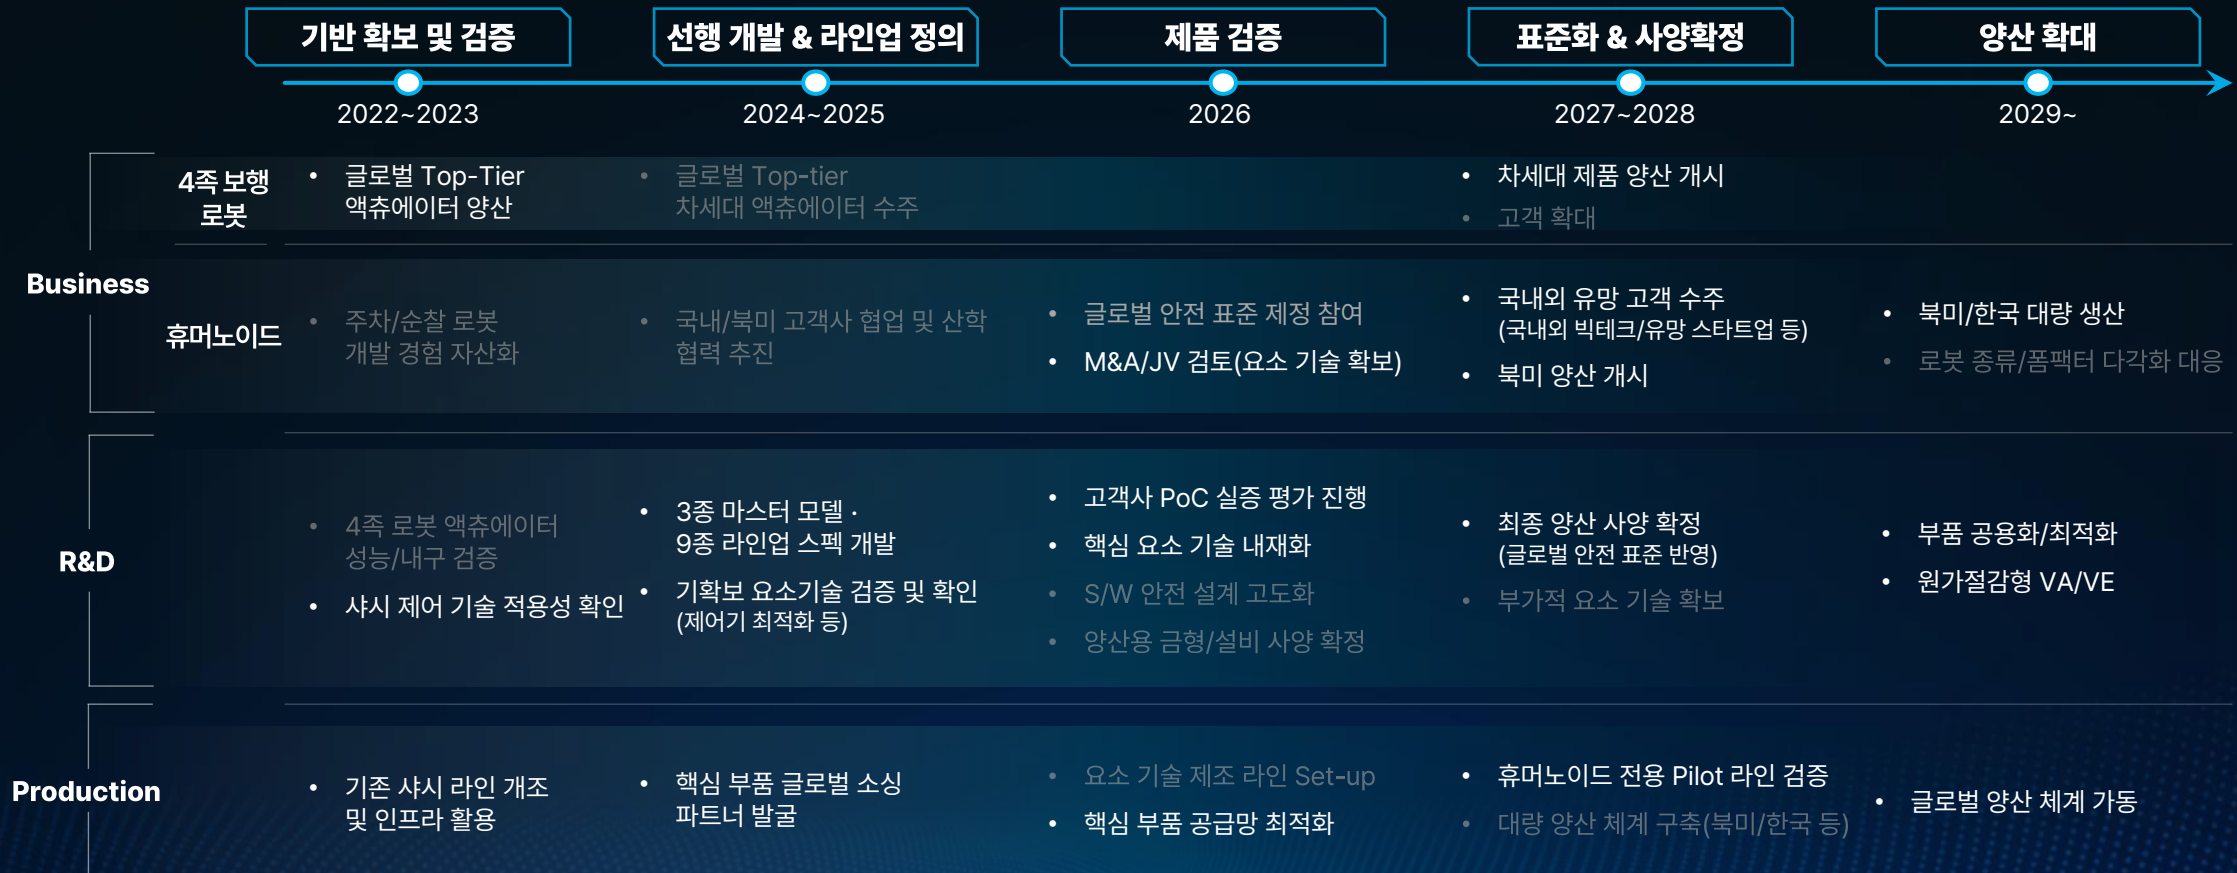 기반 확보 및 검증
선행 개발 & 라인업 정의
제품 검증
표준화 & 사양확정
양산 확대
2022~2023
2024~2025
2026
2027~2028
2029~
Business
4족 보행
로봇
• 글로벌 Top-Tier
액츄에이터 양산
• 글로벌 Top-tier
차세대 액츄에이터 수주
• 차세대 제품 양산 개시
• 고객 확대
휴머노이드
• 주차/순찰 로봇
개발 경험 자산화
• 국내/북미 고객사 협업 및 산학
협력 추진
• 글로벌 안전 표준 제정 참여
• M&A/JV 검토(요소 기술 확보)
• 국내외 유망 고객 수주
(국내외 빅테크/유망 스타트업 등)
• 북미 양산 개시
• 북미/한국 대량 생산
• 로봇 종류/폼팩터 다각화 대응
R&D
• 4족 로봇 액츄에이터
성능/내구 검증
• 샤시 제어 기술 적용성 확인
• 3종 마스터 모델 ·
9종 라인업 스펙 개발
• 기확보 요소기술 검증 및 확인
(제어기 최적화 등)
• 고객사 PoC 실증 평가 진행
• 핵심 요소 기술 내재화
• S/W 안전 설계 고도화
• 양산용 금형/설비 사양 확정
• 최종 양산 사양 확정
(글로벌 안전 표준 반영)
• 부가적 요소 기술 확보
• 부품 공용화/최적화
• 원가절감형 VA/VE
Production
• 기존 샤시 라인 개조
및 인프라 활용
• 핵심 부품 글로벌 소싱
파트너 발굴
• 요소 기술 제조 라인 Set-up
• 핵심 부품 공급망 최적화
• 휴머노이드 전용 Pilot 라인 검증
• 대량 양산 체계 구축(북미/한국 등)
• 글로벌 양산 체계 가동